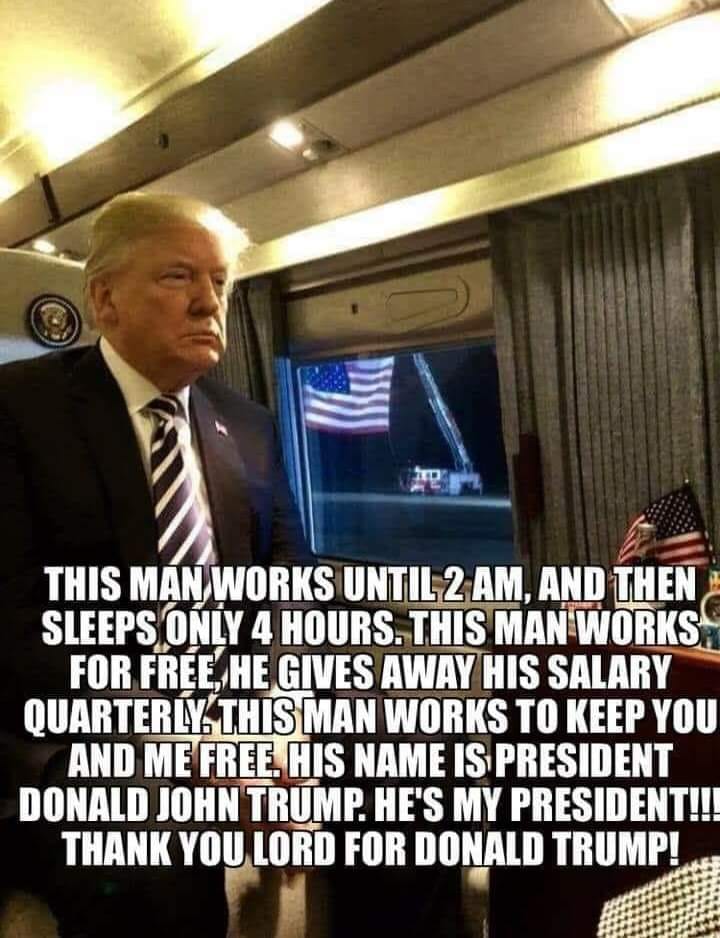 THIS MAN WORKS UNTIL 2 AM, AND THEN
SLEEPS ONLY 4 HOURS. THIS MAN WORKS
FOR FREE, HE GIVES AWAY HIS SALARY
QUARTERLY. THIS MAN WORKS TO KEEP YOU
AND ME FREE. HIS NAME IS PRESIDENT
DONALD JOHN TRUMP. HE'S MY PRESIDENT!!!
THANK YOU LORD FOR DONALD TRUMP!